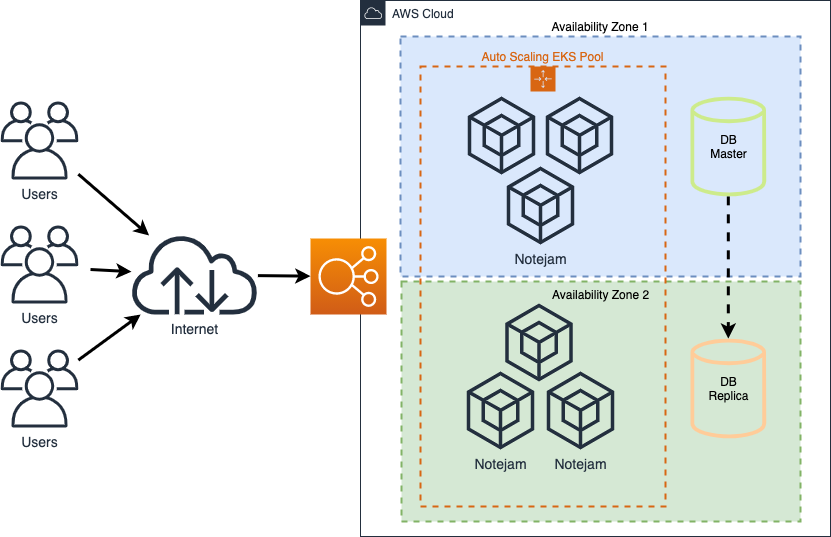 AWS Cloud
Availability Zone 1
Auto Scaling EKS Pool
DB
Master
Users
Notejam
Users
Internet
Availability Zone 2
DB
Replica
Users
Notejam
Notejam